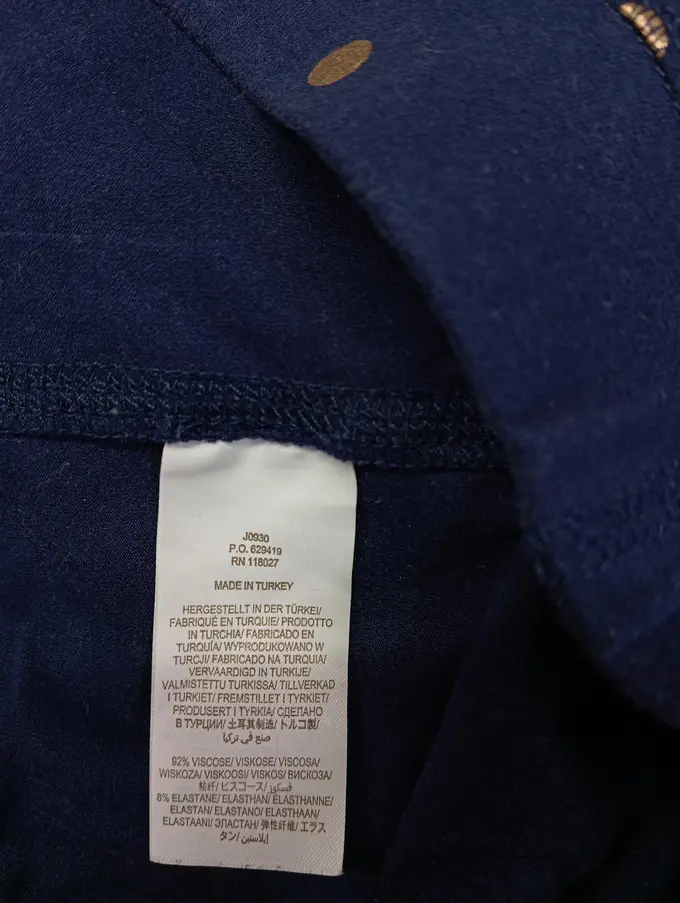 J0930
P.O. 629419
RN 118027
MADE IN TURKEY
HERGESTELLT IN DER TÜRKEI/
FABRIQUÉ EN TURQUIE/ PRODOTTO
IN TURCHIA/ FABRICADO EN
TURQUÍA/ WYPRODUKOWANO W
TURCJI/ FABRICADO NA TURQUIA/
VERVAARDIGD IN TURKIJE/
VALMISTETTU TURKISSA/ TILLVERKAD
I TURKIET/ FREMSTILLET I TYRKIET/
PRODUSERT I TYRKIA/ СДЕЛАНО
В ТУРЦИИ/ 土耳其制造/ トルコ製/
صنع في تركيا
92% VISCOSE/ VISKOSE/ VISCOSA/
WISKOZA/ VISKOOSI/ VISKOS/ ВИСКОЗА/
粘纤/ ビスコース/ فسكوز/
8% ELASTANE/ ELASTHAN/ ELASTHANNE/
ELASTAN/ ELASTANO/ ELASTHAAN/
ELASTAANI/ ЭЛАСТАН/ 弹性纤维/ エラス
タン/ إيلاستين